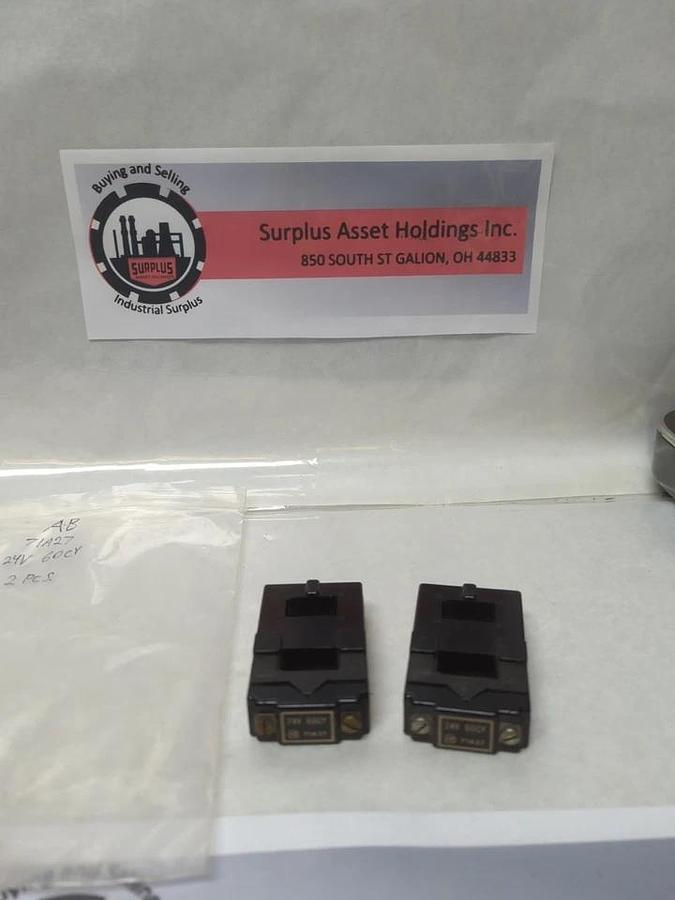 Buying and Selling
SURPLUS
Industrial Surplus
Surplus Asset Holdings Inc.
850 SOUTH ST GALION, OH 44833
AB
71A27
24V 60CY
2 PCS
24V 60CY
71A27
24V 60CY
71A27